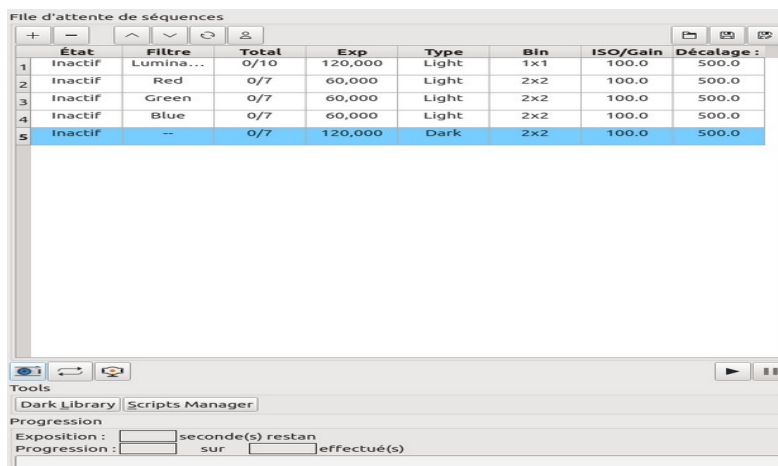 FIle d'attente de séquences
État Filtre Total Exp Type Bin ISO/Gain Décalage :
1 Inactif Lumina... 0/10 120,000 Light 1x1 100.0 500.0
2 Inactif Red 0/7 60,000 Light 2x2 100.0 500.0
3 Inactif Green 0/7 60,000 Light 2x2 100.0 500.0
4 Inactif Blue 0/7 60,000 Light 2x2 100.0 500.0
5 Inactif -- 0/7 120,000 Dark 2x2 100.0 500.0
Tools
Dark Library Scripts Manager
Progression
Exposition : seconde(s) restan
Progression : sur effectué(s)